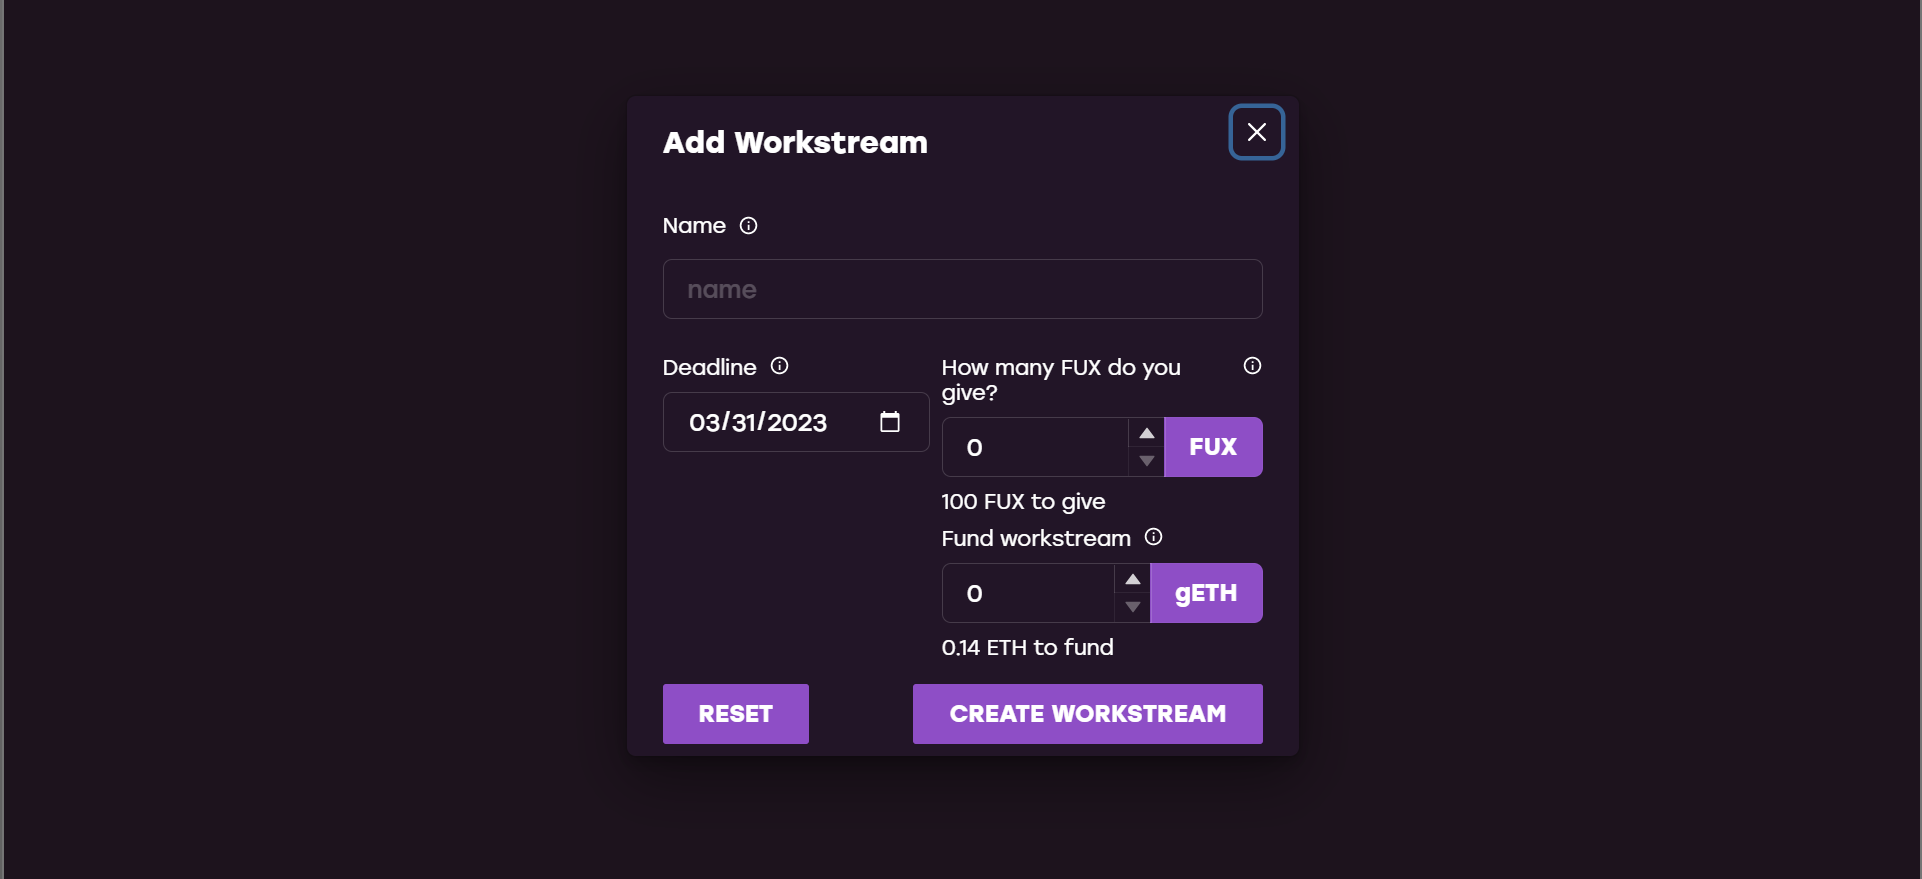 Add Workstream
Name
name
Deadline
03/31/2023
How many FUX do you
give?
0
FUX
100 FUX to give
Fund workstream
0
gETH
0.14 ETH to fund
RESET
CREATE WORKSTREAM